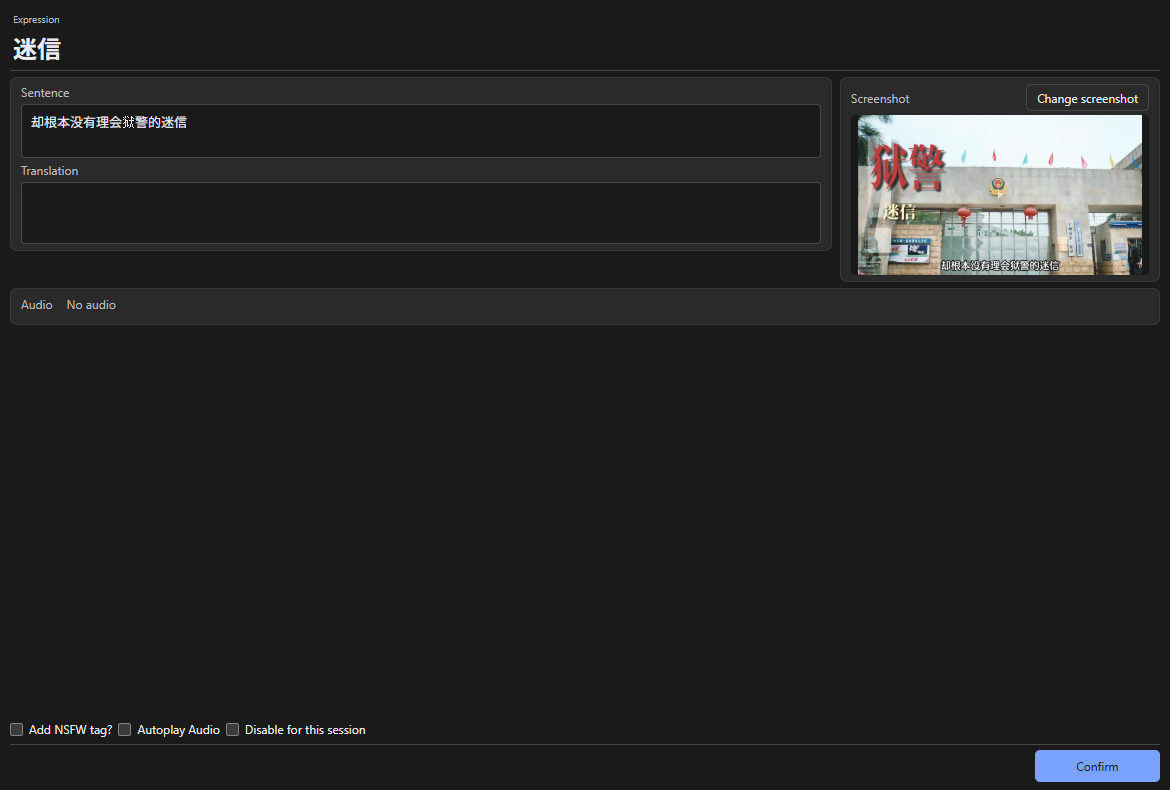 Expression
迷信
Sentence
却根本没有理会狱警的迷信
Translation
Screenshot
Change screenshot
狱警
迷信
却根本没有理会狱警的迷信
Audio No audio
Add NSFW tag? Autoplay Audio Disable for this session
Confirm